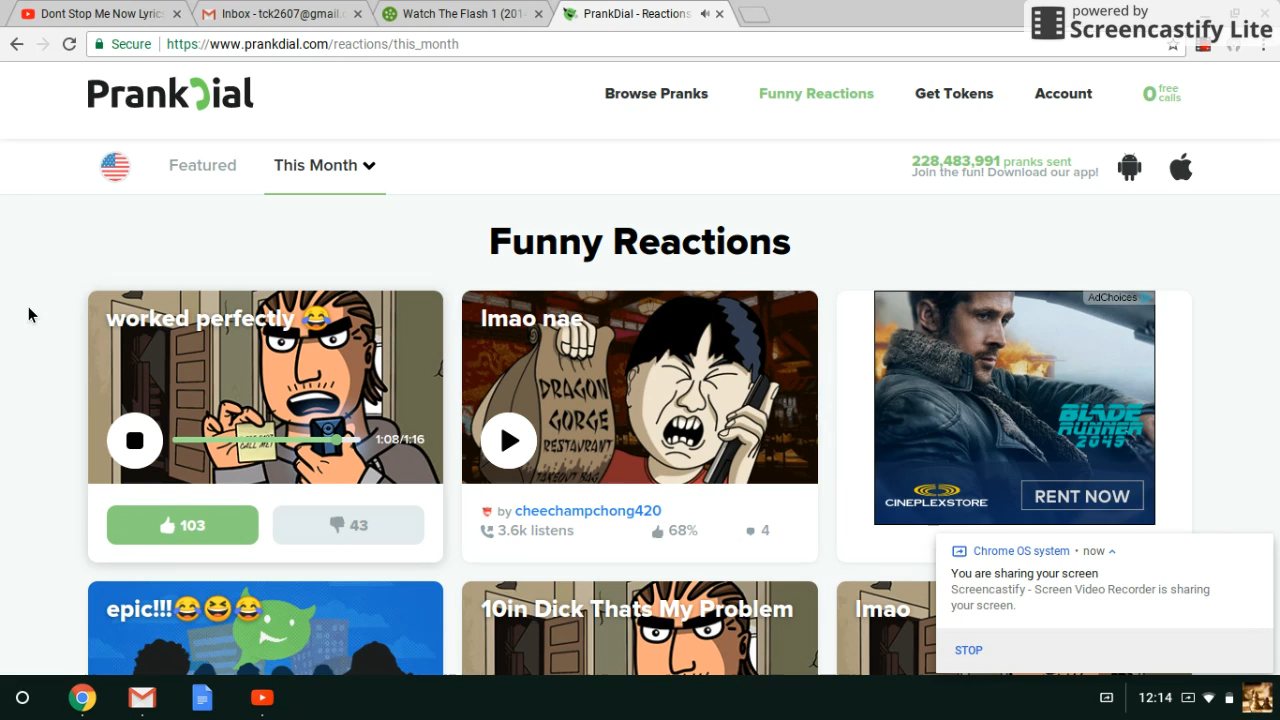 Dont Stop Me Now Lyric
Inbox - tck2607@gmail
Watch The Flash 1 (201
PrankDial - Reactions
powered by
Screencastify Lite
Secure
https://www.prankdial.com/reactions/this_month
PrankDial
Browse Pranks
Funny Reactions
Get Tokens
Account
0 free calls
Featured
This Month
228,483,991 pranks sent
Join the fun! Download our app!
Funny Reactions
worked perfectly 😂
CALL ME!
1:08/1:16
103
43
lmao nae
DRAGON
GORGE
RESTAURANT
TAKEOUT BAG
by cheechampchong420
3.6k listens
68%
4
AdChoices
BLADE
RUNNER
2049
CINEPLEXSTORE
RENT NOW
epic!!!😂😆😂
10in Dick Thats My Problem
lmao
Chrome OS system • now
You are sharing your screen
Screencastify - Screen Video Recorder is sharing
your screen.
STOP
12:14